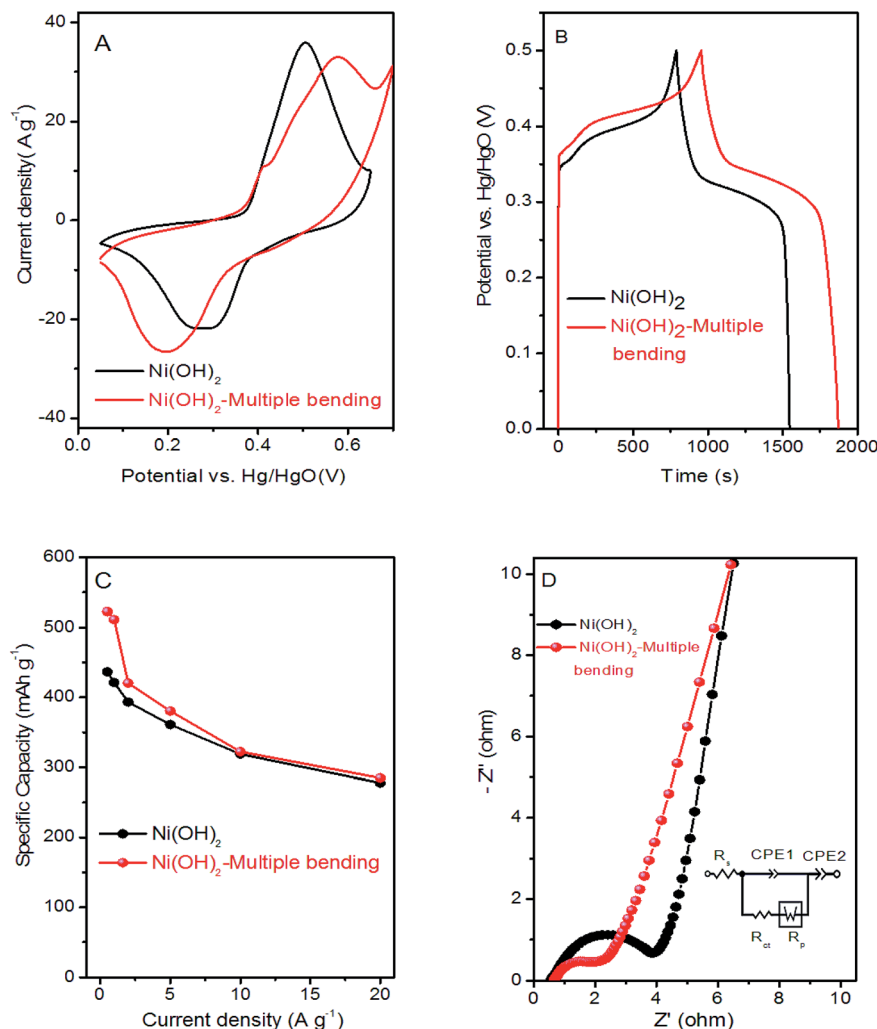 A
Current density( A g⁻¹)
40
20
0
-20
-40
Ni(OH)₂
Ni(OH)₂-Multiple bending
0.0 0.2 0.4 0.6
Potential vs. Hg/HgO (V)
B
Potential vs. Hg/HgO (V)
0.5
0.4
0.3
0.2
0.1
0.0
Ni(OH)2
Ni(OH)2-Multiple
bending
0 500 1000 1500 2000
Time (s)
C
Specific Capacity (mAh g⁻¹)
600
500
400
300
200
100
0
Ni(OH)₂
Ni(OH)₂-Multiple bending
0 5 10 15 20
Current density (A g⁻¹)
D
-Z'' (ohm)
10
8
6
4
2
0
Ni(OH)₂
Ni(OH)₂-Multiple
bending
Rₛ CPE1 CPE2
R_ct R_p
0 2 4 6 8 10
Z' (ohm)